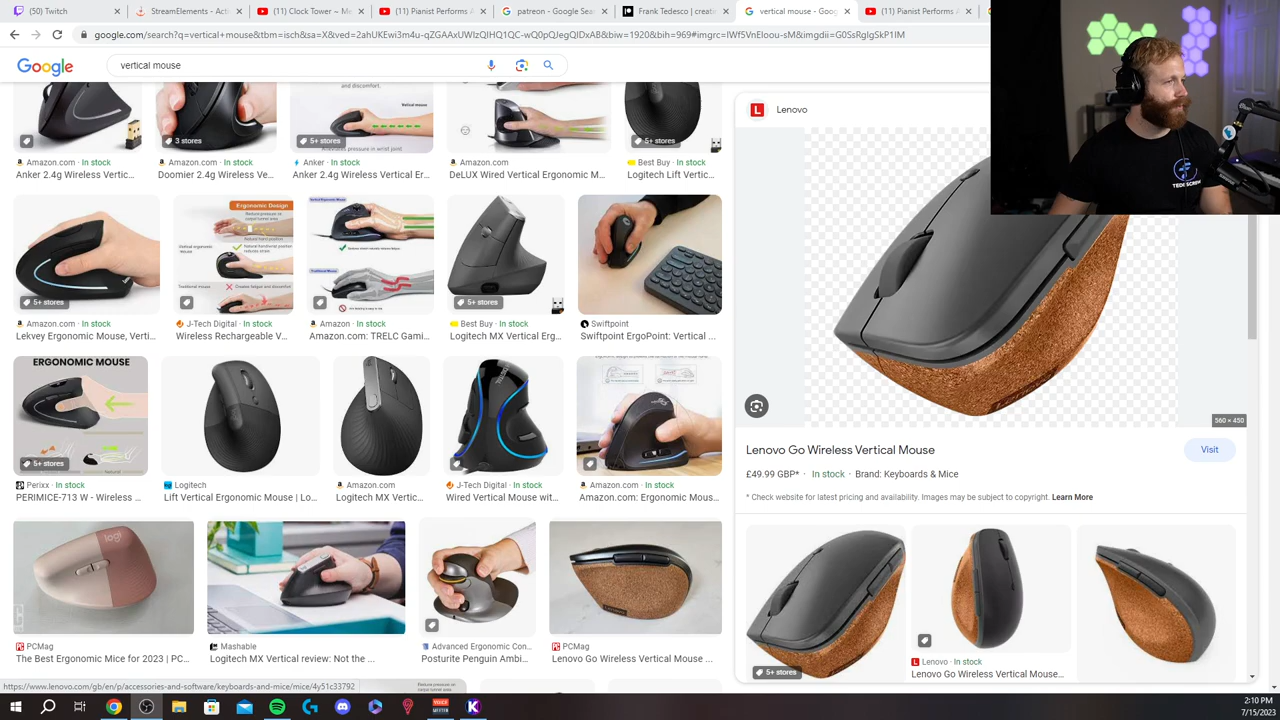 (50) Twitch
StreamElements - Acti
(11) Clock Tower ~ Me
(11) Pianist Performs A
patreon - Google Sea
Frank Tedesco | creatin
vertical mouse - Goog
(11) Pianist Performs A
google.com/search?q=vertical+mouse&tbm=isch&sa=X&ved=2ahUKEwi3m4u-qZGAAxUWlzQIHQ1QC-wQ0pQJegQIDxAB&biw=1920&bih=969#imgrc=IWf5VnEloou-sM&imgdii=G0SsRgIgSkP1IM
Google
vertical mouse
and discomfort.
Vertical mouse
3 stores
5+ stores
5+ stores
Amazon.com · In stock
Anker 2.4g Wireless Vertic...
Amazon.com · In stock
Doomier 2.4g Wireless Ve...
Anker · In stock
Anker 2.4g Wireless Vertical Er...
Amazon.com
DeLUX Wired Vertical Ergonomic M...
Best Buy · In stock
Logitech Lift Vertic...
Ergonomic Design
5+ stores
5+ stores
Amazon.com · In stock
Lekvey Ergonomic Mouse, Verti...
J-Tech Digital · In stock
Wireless Rechargeable V...
Amazon · In stock
Amazon.com: TRELC Gami...
Best Buy · In stock
Logitech MX Vertical Erg...
Swiftpoint
Swiftpoint ErgoPoint: Vertical ...
ERGONOMIC MOUSE
5+ stores
Perixx · In stock
PERIMICE-713 W - Wireless ...
Logitech
Lift Vertical Ergonomic Mouse | Lo...
Amazon.com
Logitech MX Vertic...
J-Tech Digital · In stock
Wired Vertical Mouse wit...
Amazon.com · In stock
Amazon.com: Ergonomic Mous...
logi
PCMag
The Best Ergonomic Mice for 2023 | PC...
Mashable
Logitech MX Vertical review: Not the ...
Advanced Ergonomic Con...
Posturite Penguin Ambi...
PCMag
Lenovo Go Wireless Vertical Mouse ...
L
Lenovo
560 × 450
TEDESCREW
Lenovo Go Wireless Vertical Mouse
Visit
£49.99 GBP* · In stock · Brand: Keyboards & Mice
* Check website for latest pricing and availability. Images may be subject to copyright. Learn More
5+ stores
L Lenovo · In stock
Lenovo Go Wireless Vertical Mouse...
https://www.lenovo.com/gb/en/p/accessories-and-software/keyboards-and-mice/mice/4y51c33792
2:10 PM
7/15/2023